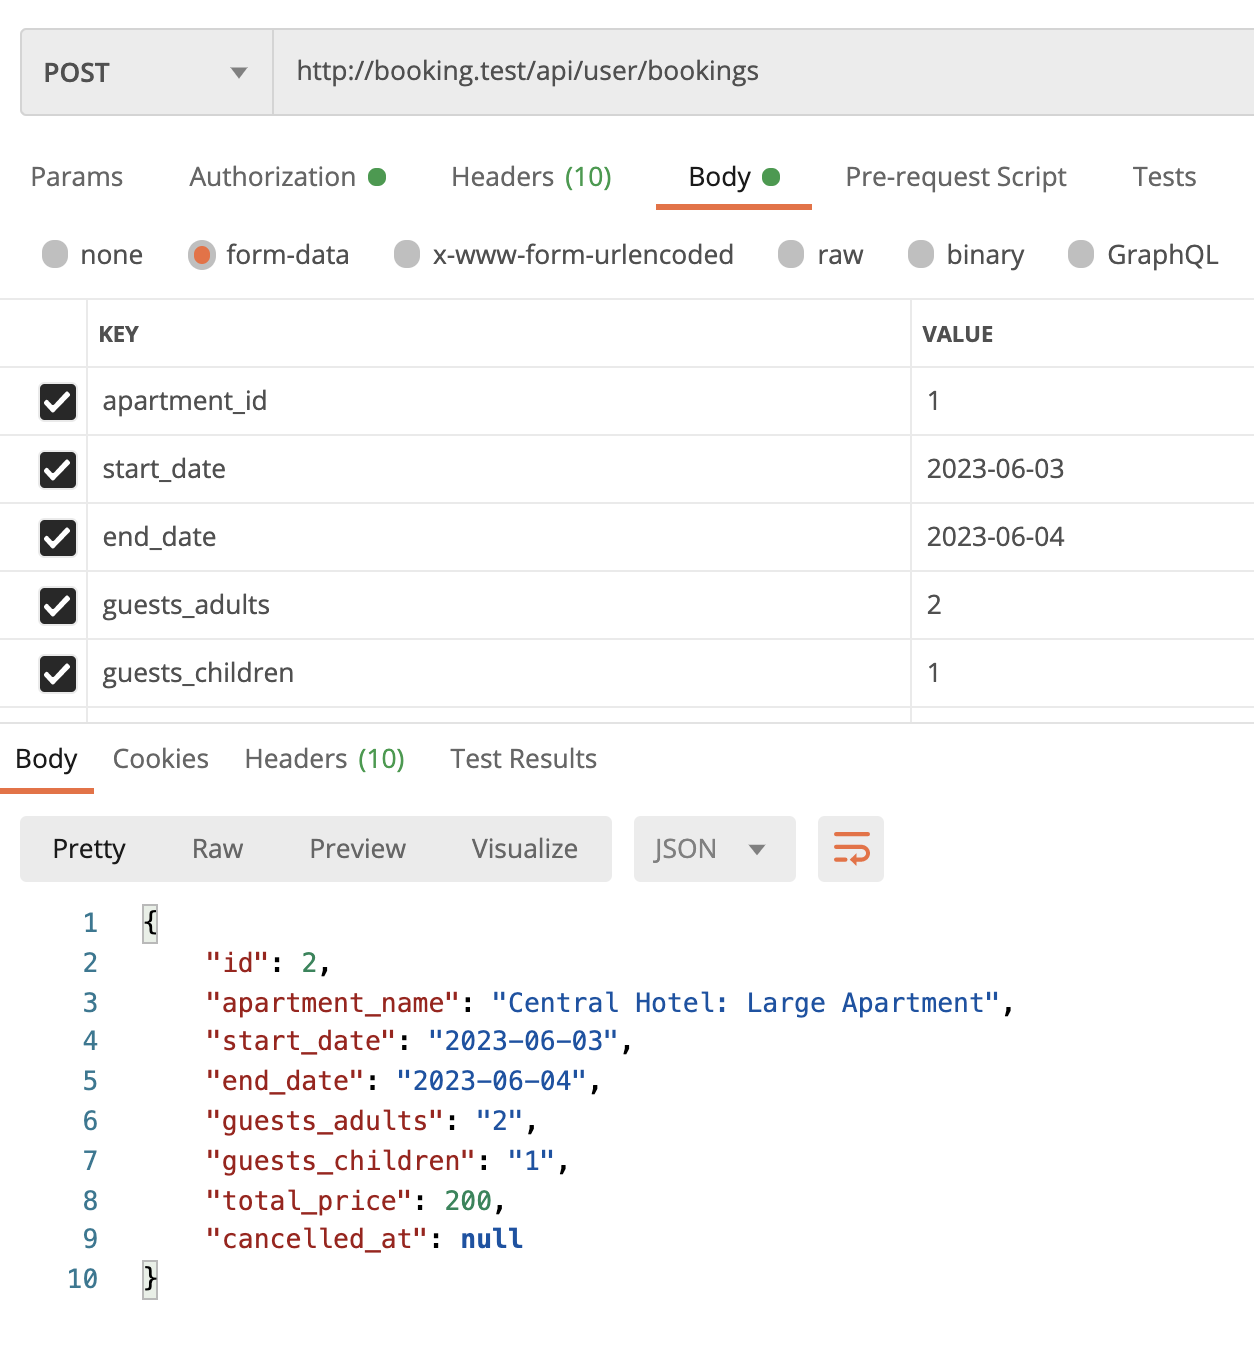 POST http://booking.test/api/user/bookings
Params Authorization Headers (10) Body Pre-request Script Tests
none form-data x-www-form-urlencoded raw binary GraphQL
KEY VALUE
apartment_id 1
start_date 2023-06-03
end_date 2023-06-04
guests_adults 2
guests_children 1
Body Cookies Headers (10) Test Results
Pretty Raw Preview Visualize JSON
1 {
2 "id": 2,
3 "apartment_name": "Central Hotel: Large Apartment",
4 "start_date": "2023-06-03",
5 "end_date": "2023-06-04",
6 "guests_adults": "2",
7 "guests_children": "1",
8 "total_price": 200,
9 "cancelled_at": null
10 }